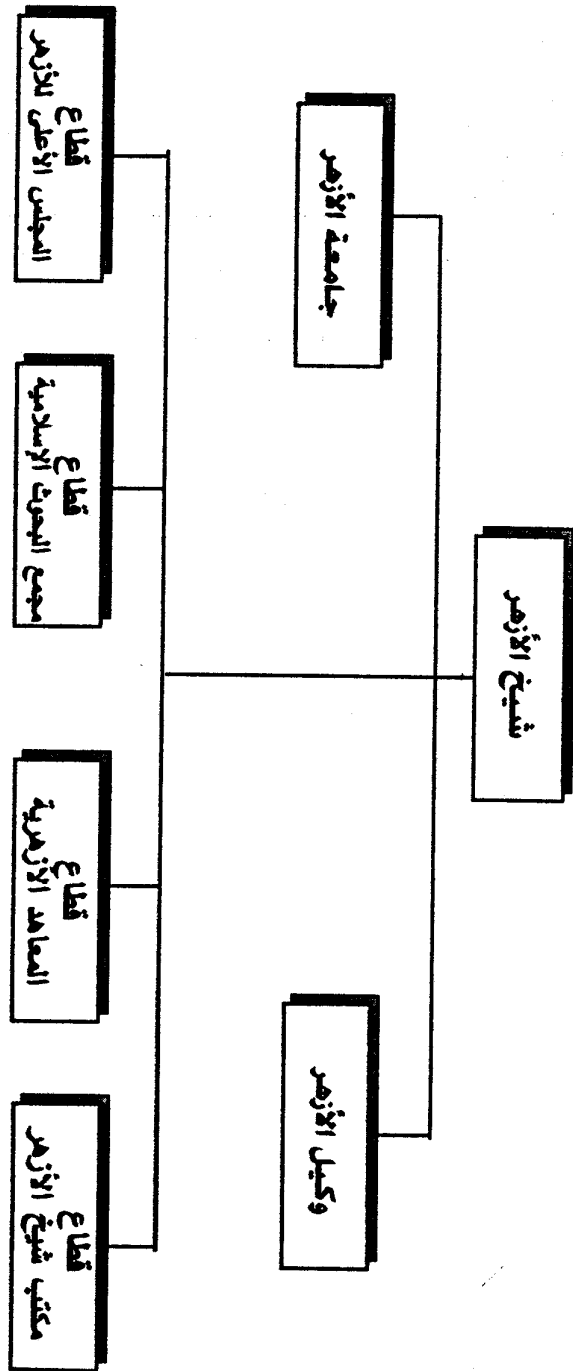 شيخ الأزهر
وكيل الأزهر
جامعة الأزهر
قطاع
مكتب شيخ الأزهر
قطاع
المعاهد الأزهرية
قطاع
مجمع البحوث الإسلامية
قطاع
المجلس الأعلى للأزهر